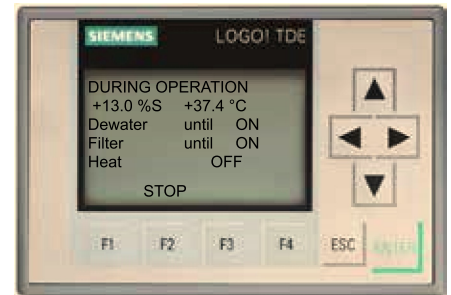 SIEMENS LOGO! TDE
DURING OPERATION
+13.0 %S +37.4 °C
Dewater until ON
Filter until ON
Heat OFF
STOP
F1 F2 F3 F4 ESC ENTER